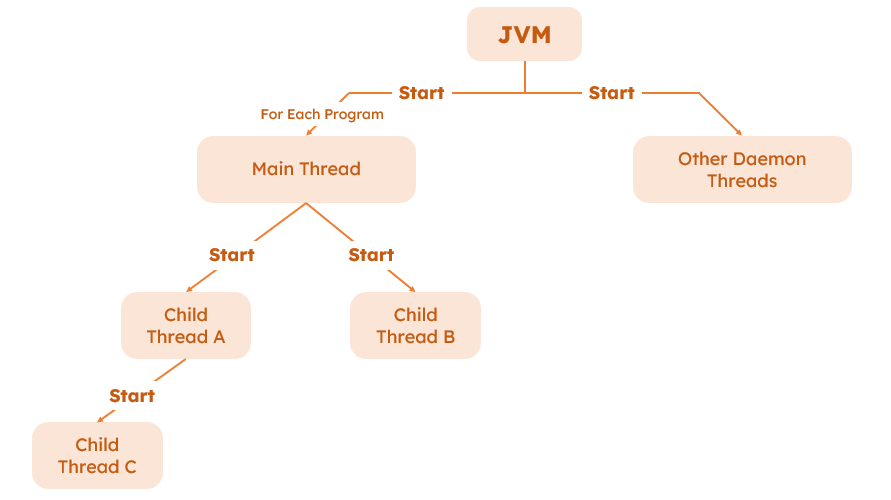 JVM
Start
Start
For Each Program
Main Thread
Other Daemon
Threads
Start
Start
Child
Thread A
Child
Thread B
Start
Child
Thread C